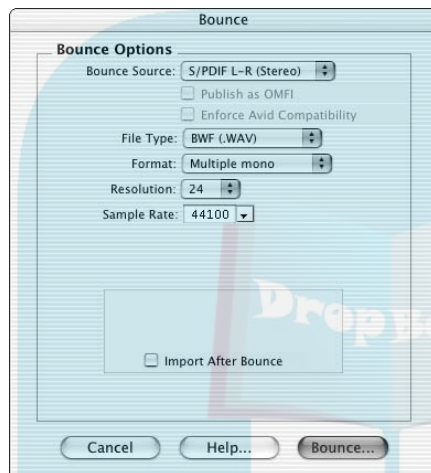 Bounce
Bounce Options
Bounce Source: S/PDIF L-R (Stereo)
Publish as OMFI
Enforce Avid Compatibility
File Type: BWF (.WAV)
Format: Multiple mono
Resolution: 24
Sample Rate: 44100
Import After Bounce
Cancel Help... Bounce...